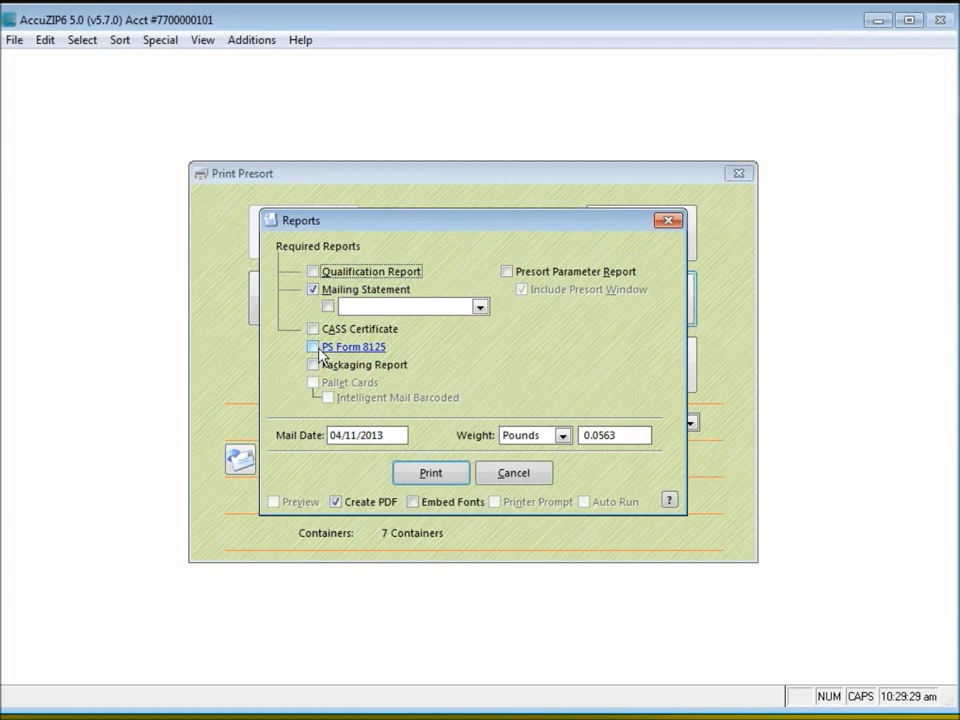 AccuZIP6 5.0 (v5.7.0) Acct #7700000101
File Edit Select Sort Special View Additions Help
Print Presort
Reports
Required Reports
Qualification Report
Presort Parameter Report
Mailing Statement
Include Presort Window
CASS Certificate
PS Form 8125
Packaging Report
Pallet Cards
Intelligent Mail Barcoded
Mail Date: 04/11/2013 Weight: Pounds 0.0563
Print Cancel
Preview Create PDF Embed Fonts Printer Prompt Auto Run ?
Containers: 7 Containers
NUM CAPS 10:29:29 am